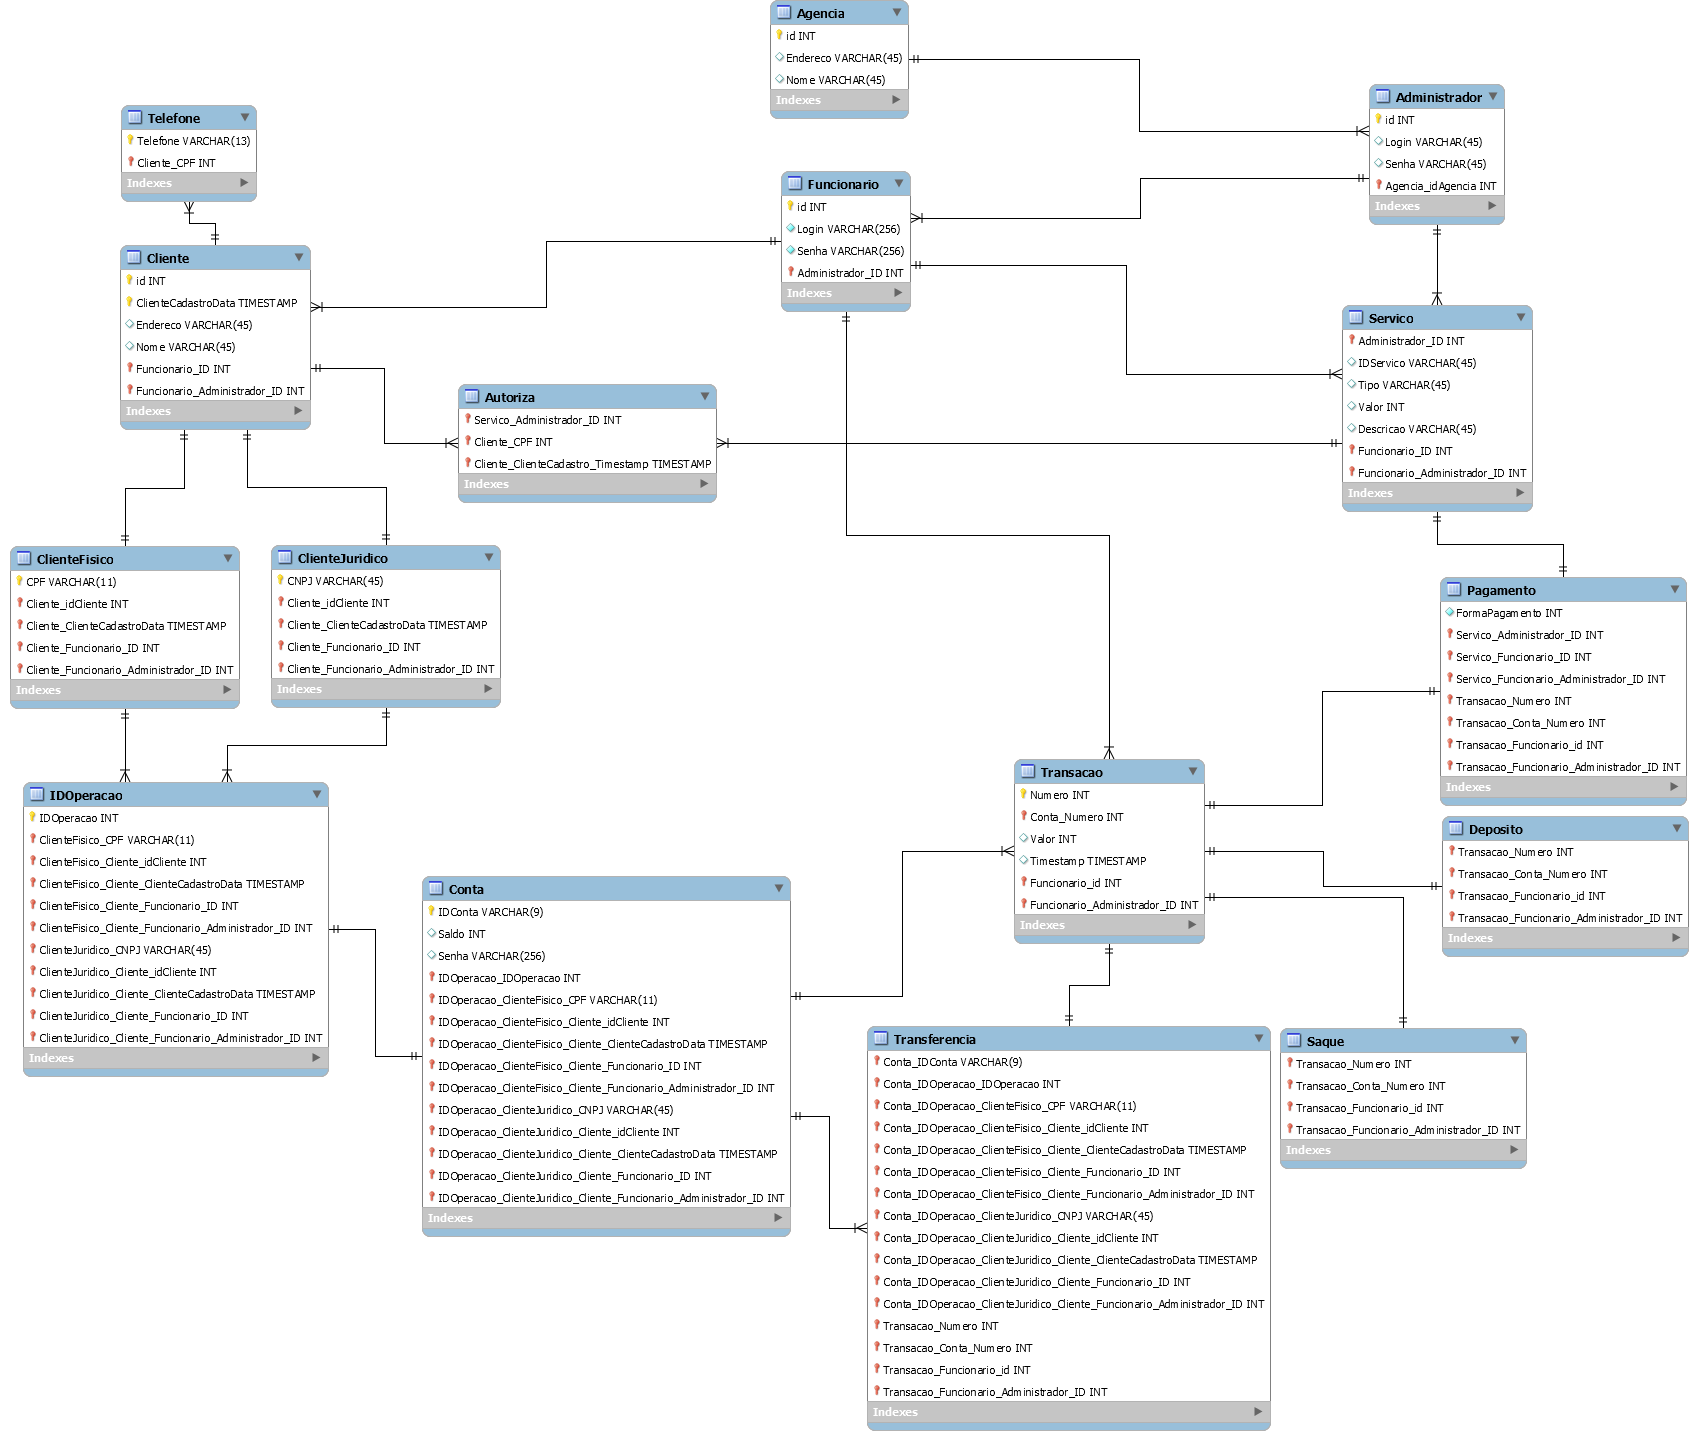 Agencia
id INT
Endereco VARCHAR(45)
Nome VARCHAR(45)
Indexes
Administrador
id INT
Login VARCHAR(45)
Senha VARCHAR(45)
Agencia_idAgencia INT
Indexes
Telefone
Telefone VARCHAR(13)
Cliente_CPF INT
Indexes
Funcionario
id INT
Login VARCHAR(256)
Senha VARCHAR(256)
Administrador_ID INT
Indexes
Cliente
id INT
ClienteCadastroData TIMESTAMP
Endereco VARCHAR(45)
Nome VARCHAR(45)
Funcionario_ID INT
Funcionario_Administrador_ID INT
Indexes
Servico
Administrador_ID INT
IDServico VARCHAR(45)
Tipo VARCHAR(45)
Valor INT
Descricao VARCHAR(45)
Funcionario_ID INT
Funcionario_Administrador_ID INT
Indexes
Autoriza
Servico_Administrador_ID INT
Cliente_CPF INT
Cliente_ClienteCadastro_Timestamp TIMESTAMP
Indexes
ClienteFisico
CPF VARCHAR(11)
Cliente_idCliente INT
Cliente_ClienteCadastroData TIMESTAMP
Cliente_Funcionario_ID INT
Cliente_Funcionario_Administrador_ID INT
Indexes
ClienteJuridico
CNPJ VARCHAR(45)
Cliente_idCliente INT
Cliente_ClienteCadastroData TIMESTAMP
Cliente_Funcionario_ID INT
Cliente_Funcionario_Administrador_ID INT
Indexes
Pagamento
FormaPagamento INT
Servico_Administrador_ID INT
Servico_Funcionario_ID INT
Servico_Funcionario_Administrador_ID INT
Transacao_Numero INT
Transacao_Conta_Numero INT
Transacao_Funcionario_id INT
Transacao_Funcionario_Administrador_ID INT
Indexes
Transacao
Numero INT
Conta_Numero INT
Valor INT
Timestamp TIMESTAMP
Funcionario_id INT
Funcionario_Administrador_ID INT
Indexes
IDOperacao
IDOperacao INT
ClienteFisico_CPF VARCHAR(11)
ClienteFisico_Cliente_idCliente INT
ClienteFisico_Cliente_ClienteCadastroData TIMESTAMP
ClienteFisico_Cliente_Funcionario_ID INT
ClienteFisico_Cliente_Funcionario_Administrador_ID INT
ClienteJuridico_CNPJ VARCHAR(45)
ClienteJuridico_Cliente_idCliente INT
ClienteJuridico_Cliente_ClienteCadastroData TIMESTAMP
ClienteJuridico_Cliente_Funcionario_ID INT
ClienteJuridico_Cliente_Funcionario_Administrador_ID INT
Indexes
Deposito
Transacao_Numero INT
Transacao_Conta_Numero INT
Transacao_Funcionario_id INT
Transacao_Funcionario_Administrador_ID INT
Indexes
Conta
IDConta VARCHAR(9)
Saldo INT
Senha VARCHAR(256)
IDOperacao_IDOperacao INT
IDOperacao_ClienteFisico_CPF VARCHAR(11)
IDOperacao_ClienteFisico_Cliente_idCliente INT
IDOperacao_ClienteFisico_Cliente_ClienteCadastroData TIMESTAMP
IDOperacao_ClienteFisico_Cliente_Funcionario_ID INT
IDOperacao_ClienteFisico_Cliente_Funcionario_Administrador_ID INT
IDOperacao_ClienteJuridico_CNPJ VARCHAR(45)
IDOperacao_ClienteJuridico_Cliente_idCliente INT
IDOperacao_ClienteJuridico_Cliente_ClienteCadastroData TIMESTAMP
IDOperacao_ClienteJuridico_Cliente_Funcionario_ID INT
IDOperacao_ClienteJuridico_Cliente_Funcionario_Administrador_ID INT
Indexes
Transferencia
Conta_IDConta VARCHAR(9)
Conta_IDOperacao_IDOperacao INT
Conta_IDOperacao_ClienteFisico_CPF VARCHAR(11)
Conta_IDOperacao_ClienteFisico_Cliente_idCliente INT
Conta_IDOperacao_ClienteFisico_Cliente_ClienteCadastroData TIMESTAMP
Conta_IDOperacao_ClienteFisico_Cliente_Funcionario_ID INT
Conta_IDOperacao_ClienteFisico_Cliente_Funcionario_Administrador_ID INT
Conta_IDOperacao_ClienteJuridico_CNPJ VARCHAR(45)
Conta_IDOperacao_ClienteJuridico_Cliente_idCliente INT
Conta_IDOperacao_ClienteJuridico_Cliente_ClienteCadastroData TIMESTAMP
Conta_IDOperacao_ClienteJuridico_Cliente_Funcionario_ID INT
Conta_IDOperacao_ClienteJuridico_Cliente_Funcionario_Administrador_ID INT
Transacao_Numero INT
Transacao_Conta_Numero INT
Transacao_Funcionario_id INT
Transacao_Funcionario_Administrador_ID INT
Indexes
Saque
Transacao_Numero INT
Transacao_Conta_Numero INT
Transacao_Funcionario_id INT
Transacao_Funcionario_Administrador_ID INT
Indexes